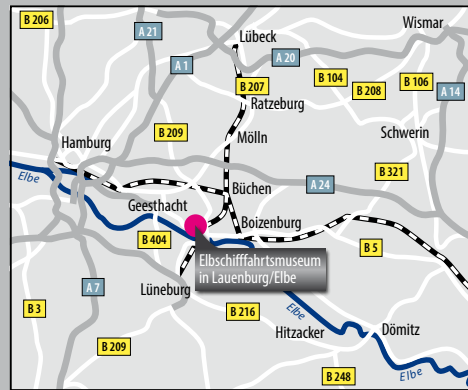 B 206
A 21
Lübeck
Wismar
A 1
A 20
B 207
B 104
B 106
B 208
A 14
Ratzeburg
B 209
Mölln
Schwerin
Hamburg
B 321
Elbe
Büchen
A 24
Geesthacht
Boizenburg
B 404
B 5
Elbschifffahrtsmuseum
in Lauenburg/Elbe
A 7
Lüneburg
Elbe
B 3
B 216
Hitzacker
Dömitz
B 209
B 248
Elbe